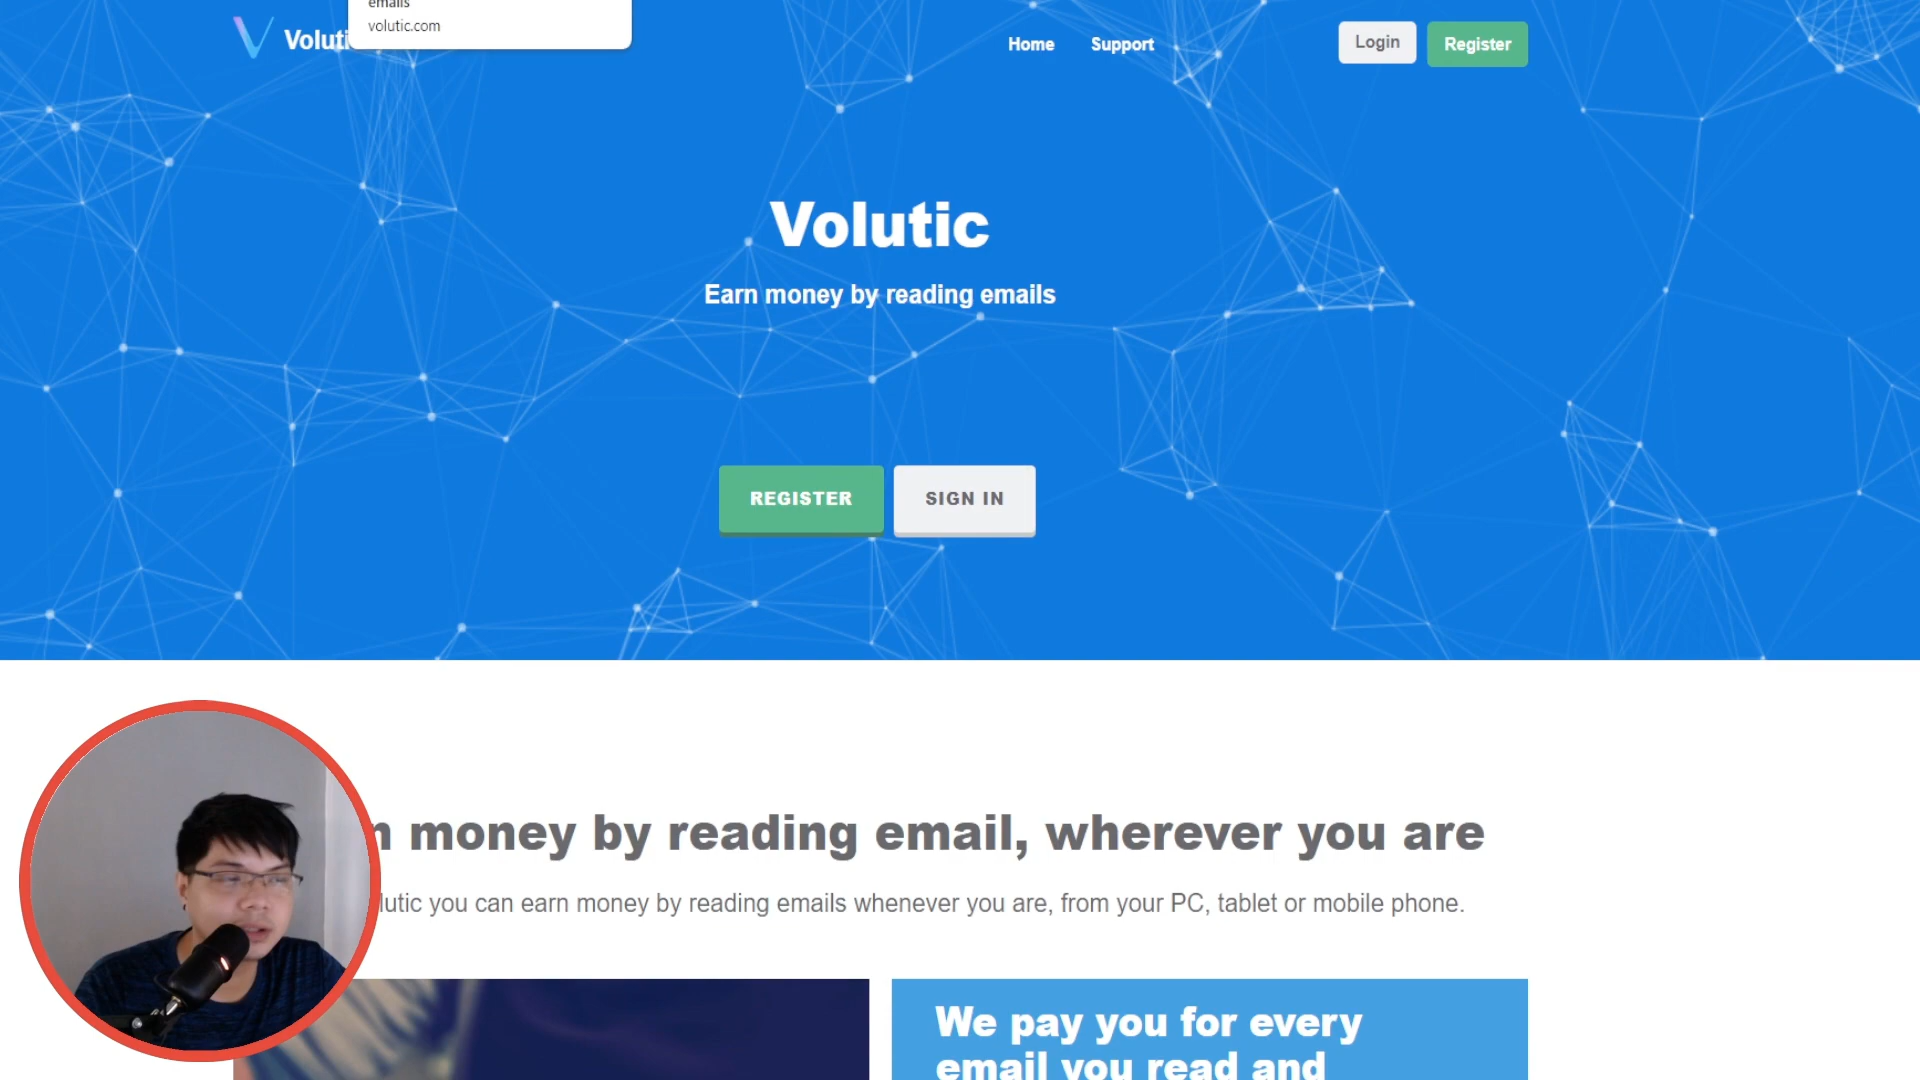 emails
volutic.com
Home
Support
Login
Register
Volutic
Earn money by reading emails
REGISTER
SIGN IN
money by reading email, wherever you are
you can earn money by reading emails whenever you are, from your PC, tablet or mobile phone.
We pay you for every
email you read and